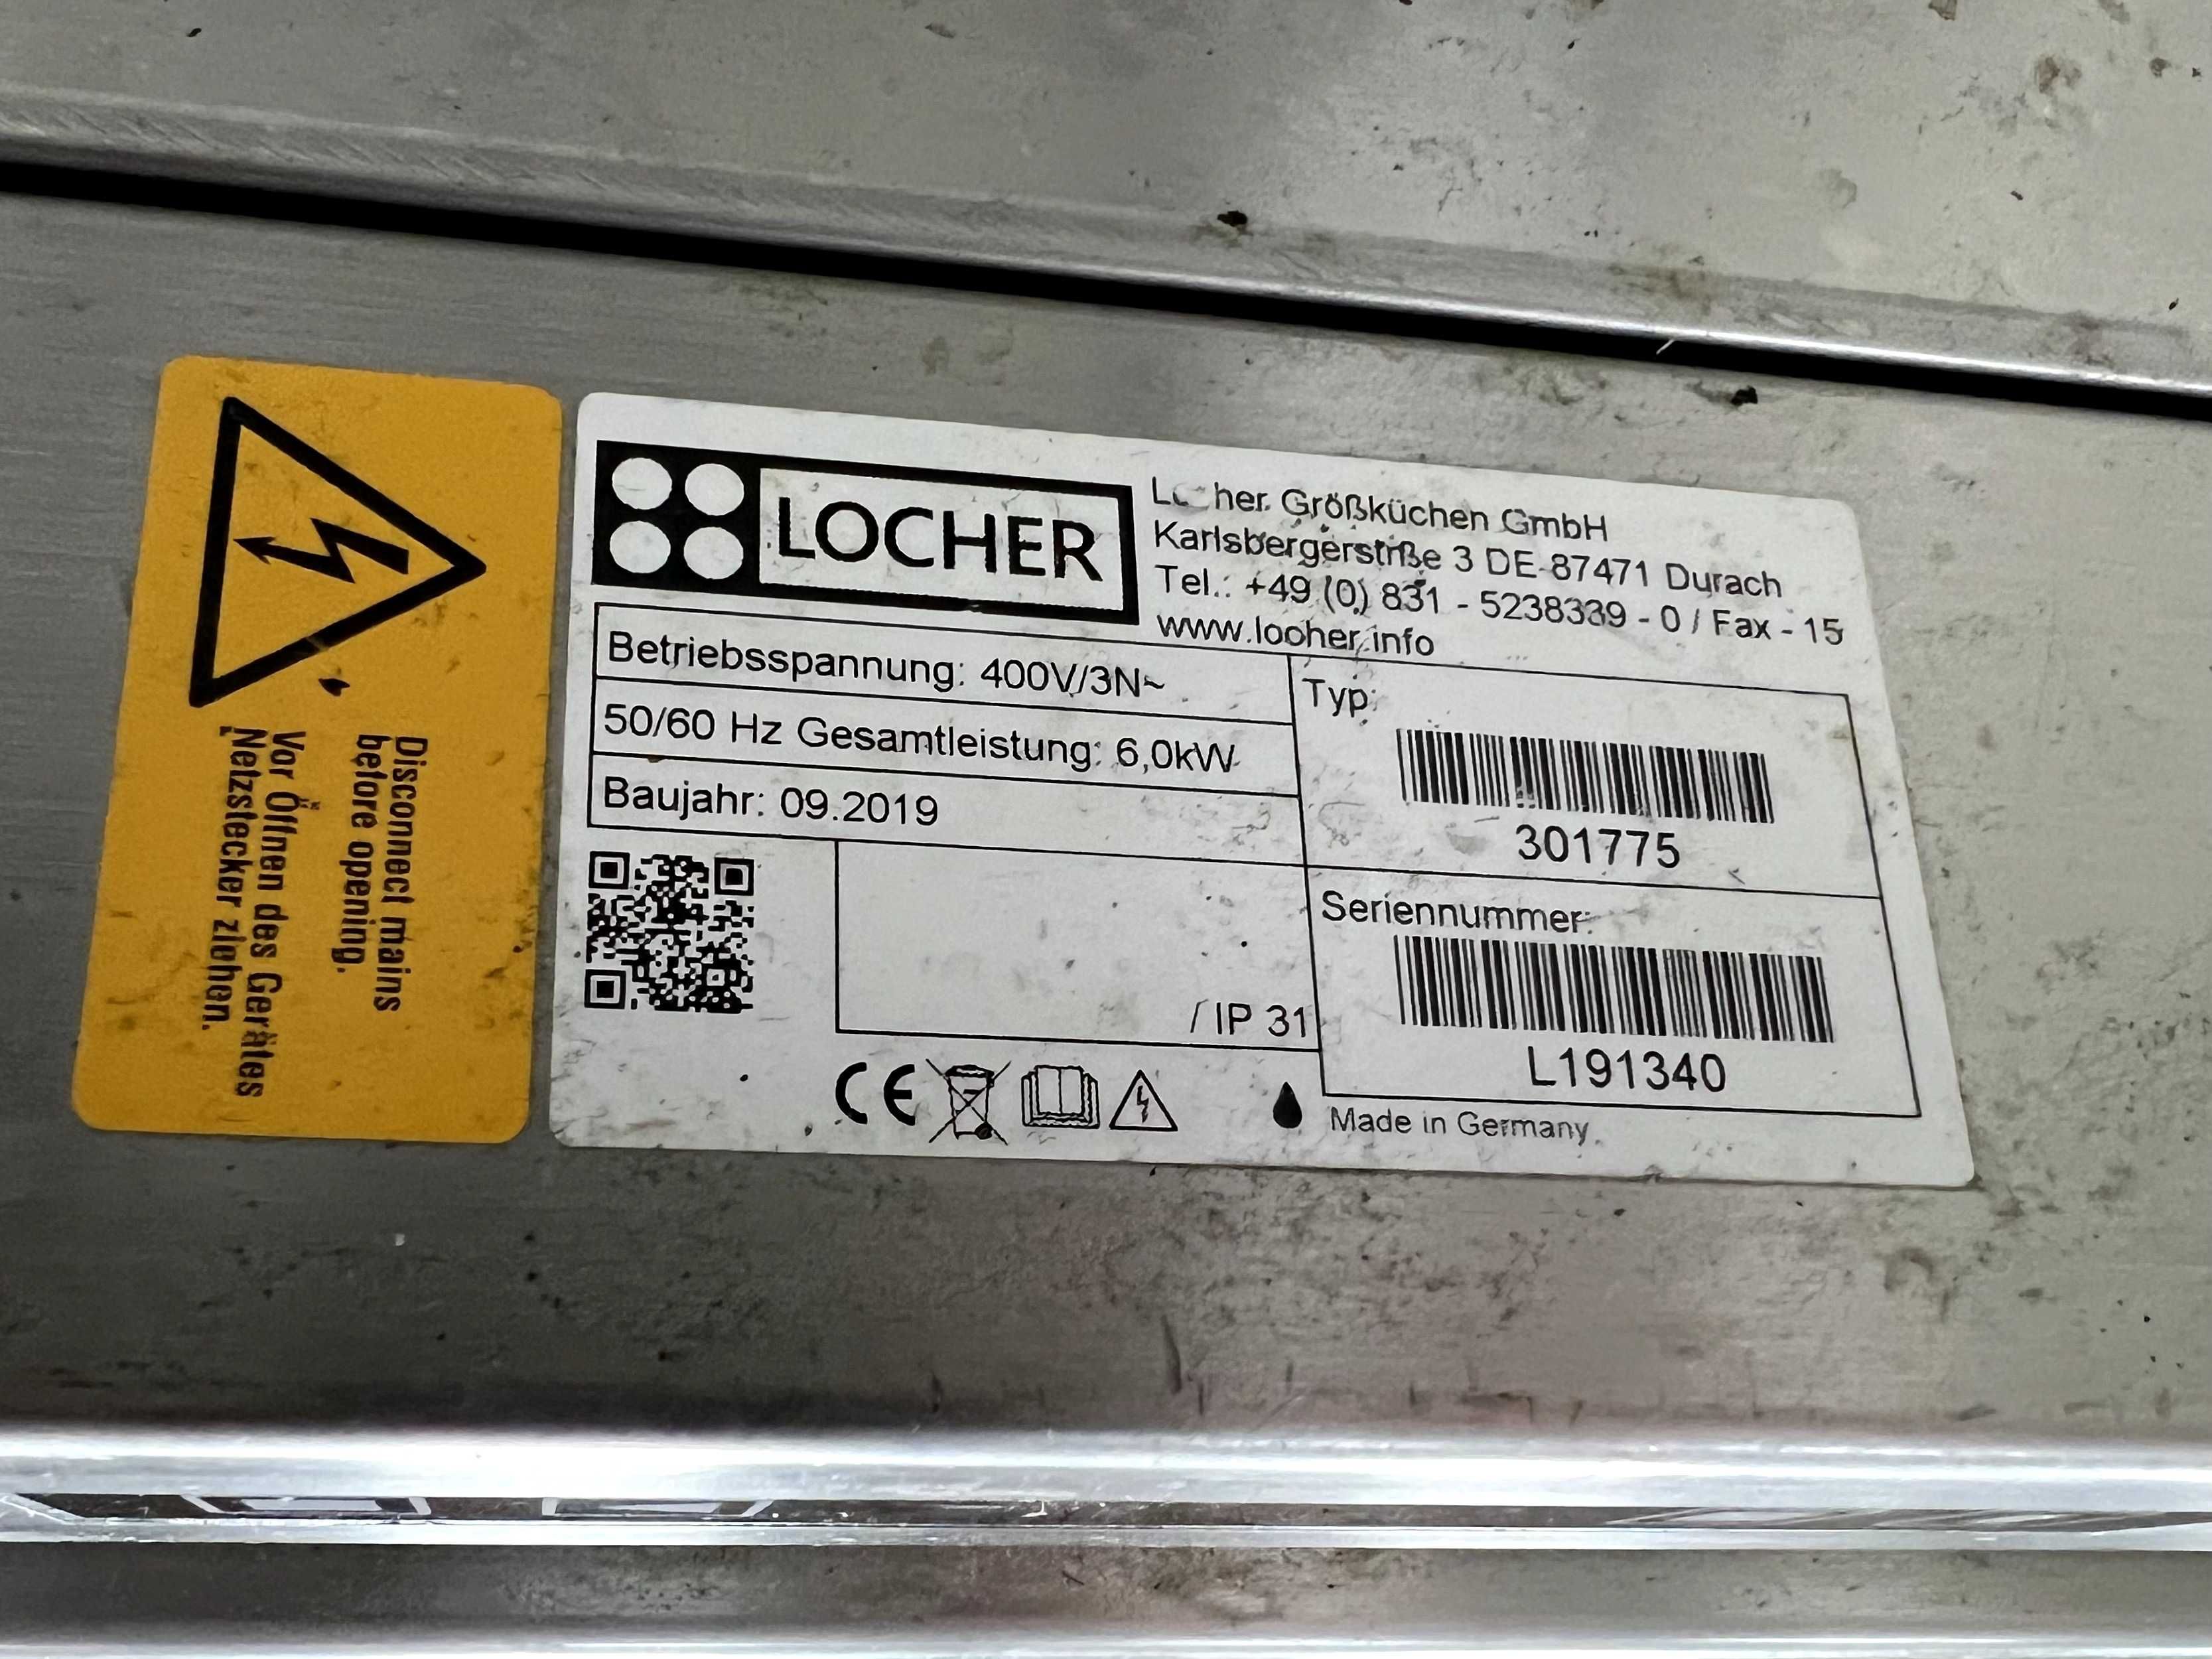 Disconnect mains
before opening.
Vor Öffnen des Gerätes
Netzstecker ziehen.
LOCHER
Großküchen GmbH
3 DE-87471 Durach
Tel.: +49 (0) 831 - 5238339 - 0 / Fax - 15
www.locher.info
Betriebsspannung: 400V/3N~
50/60 Hz Gesamtleistung: 6,0kW
Baujahr: 09.2019
Typ:
301775
Seriennummer:
L191340
/ IP 31
CE
Made in Germany